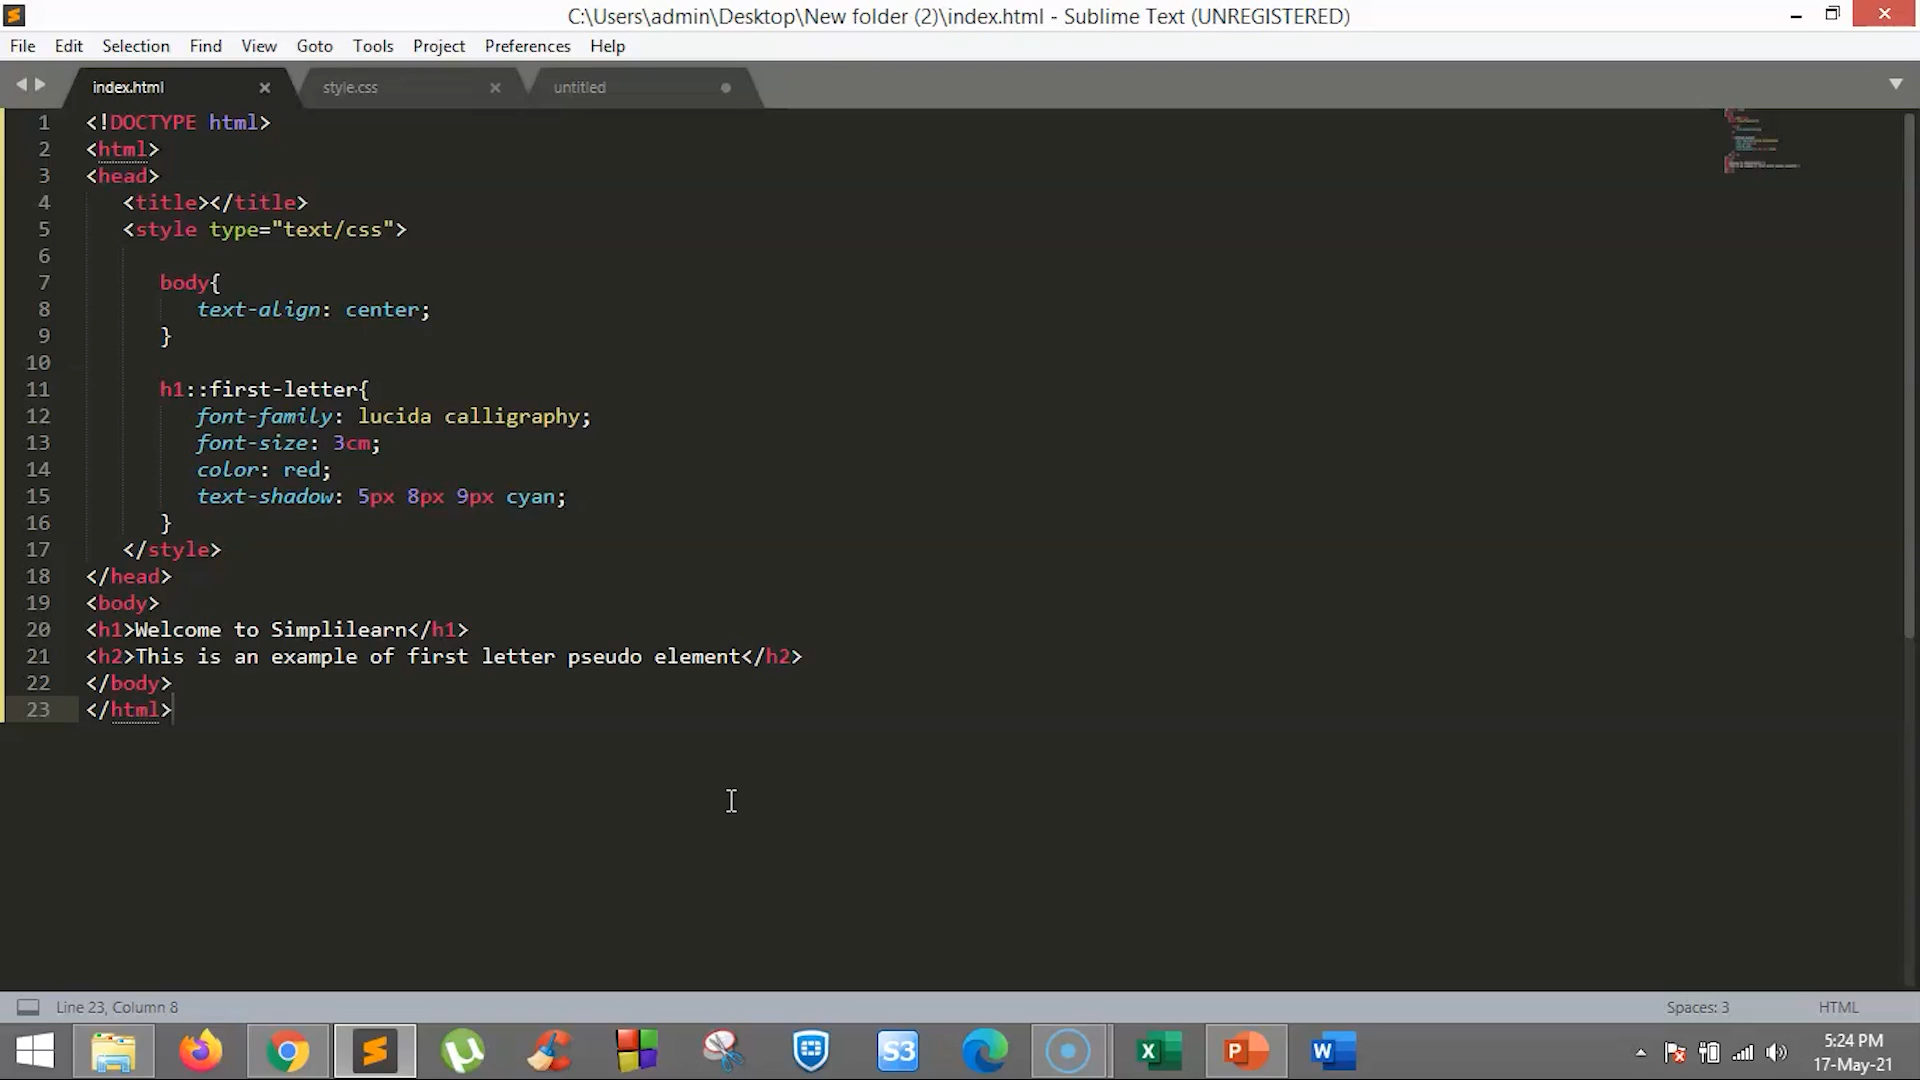 C:\Users\admin\Desktop\New folder (2)\index.html - Sublime Text (UNREGISTERED)
File Edit Selection Find View Goto Tools Project Preferences Help
index.html style.css untitled
1 <!DOCTYPE html>
2 <html>
3 <head>
4 <title></title>
5 <style type="text/css">
6
7 body{
8 text-align: center;
9 }
10
11 h1::first-letter{
12 font-family: lucida calligraphy;
13 font-size: 3cm;
14 color: red;
15 text-shadow: 5px 8px 9px cyan;
16 }
17 </style>
18 </head>
19 <body>
20 <h1>Welcome to Simplilearn</h1>
21 <h2>This is an example of first letter pseudo element</h2>
22 </body>
23 </html>
Line 23, Column 8 Spaces: 3 HTML
S3
5:24 PM
17-May-21